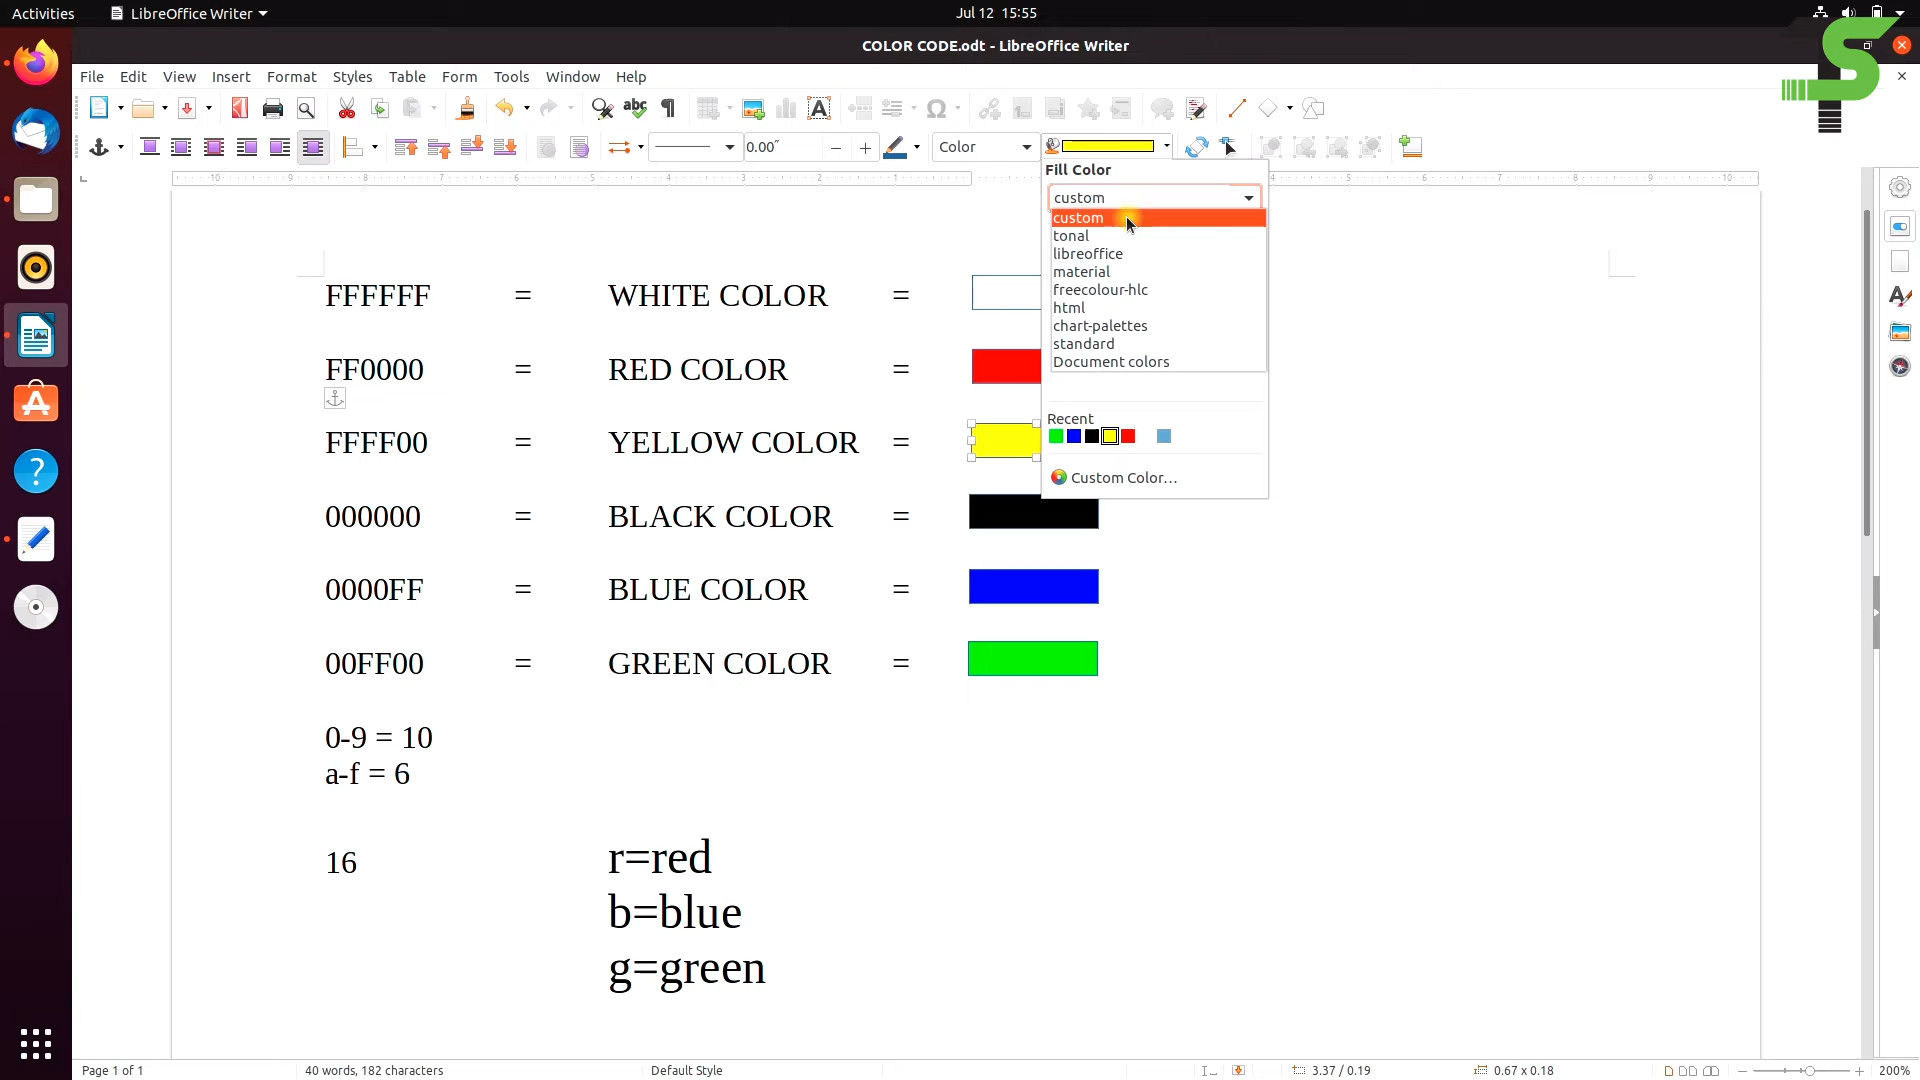 Activities LibreOffice Writer Jul 12 15:55
COLOR CODE.odt - LibreOffice Writer
File Edit View Insert Format Styles Table Form Tools Window Help
0.00" Color
Fill Color
custom
custom
tonal
libreoffice
material
freecolour-hlc
html
chart-palettes
standard
Document colors
Recent
Custom Color...
FFFFFF = WHITE COLOR =
FF0000 = RED COLOR =
FFFF00 = YELLOW COLOR =
000000 = BLACK COLOR =
0000FF = BLUE COLOR =
00FF00 = GREEN COLOR =
0-9 = 10
a-f = 6
16 r=red
b=blue
g=green
Page 1 of 1 40 words, 182 characters Default Style 3.37 / 0.19 0.67 x 0.18 200%